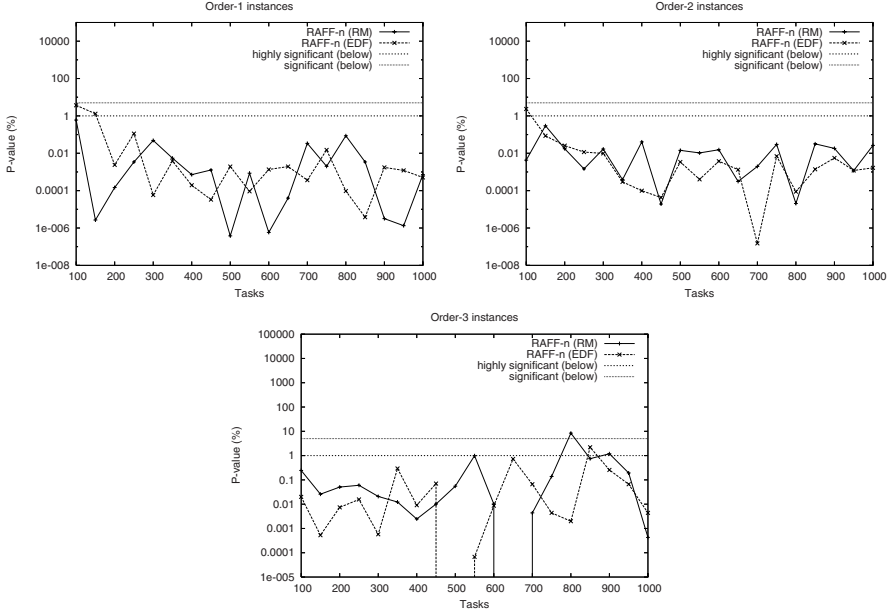 Order-1 instances
RAFF-n (RM)
RAFF-n (EDF)
highly significant (below)
significant (below)
10000
100
1
0.01
0.0001
1e-006
1e-008
P-value (%)
100 200 300 400 500 600 700 800 900 1000
Tasks
Order-2 instances
RAFF-n (RM)
RAFF-n (EDF)
highly significant (below)
significant (below)
10000
100
1
0.01
0.0001
1e-006
1e-008
P-value (%)
100 200 300 400 500 600 700 800 900 1000
Tasks
Order-3 instances
RAFF-n (RM)
RAFF-n (EDF)
highly significant (below)
significant (below)
100000
10000
1000
100
10
1
0.1
0.01
0.001
0.0001
1e-005
P-value (%)
100 200 300 400 500 600 700 800 900 1000
Tasks